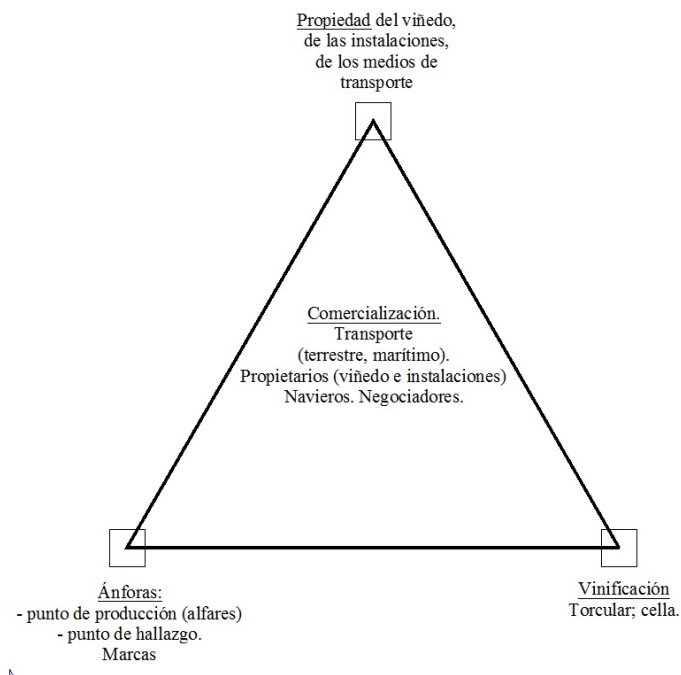 Propiedad del viñedo,
de las instalaciones,
de los medios de
transporte
Comercialización.
Transporte
(terrestre, marítimo).
Propietarios (viñedo e instalaciones)
Navieros. Negociadores.
Ánforas:
- punto de producción (alfares)
- punto de hallazgo.
Marcas
Vinificación
Torcular; cella.